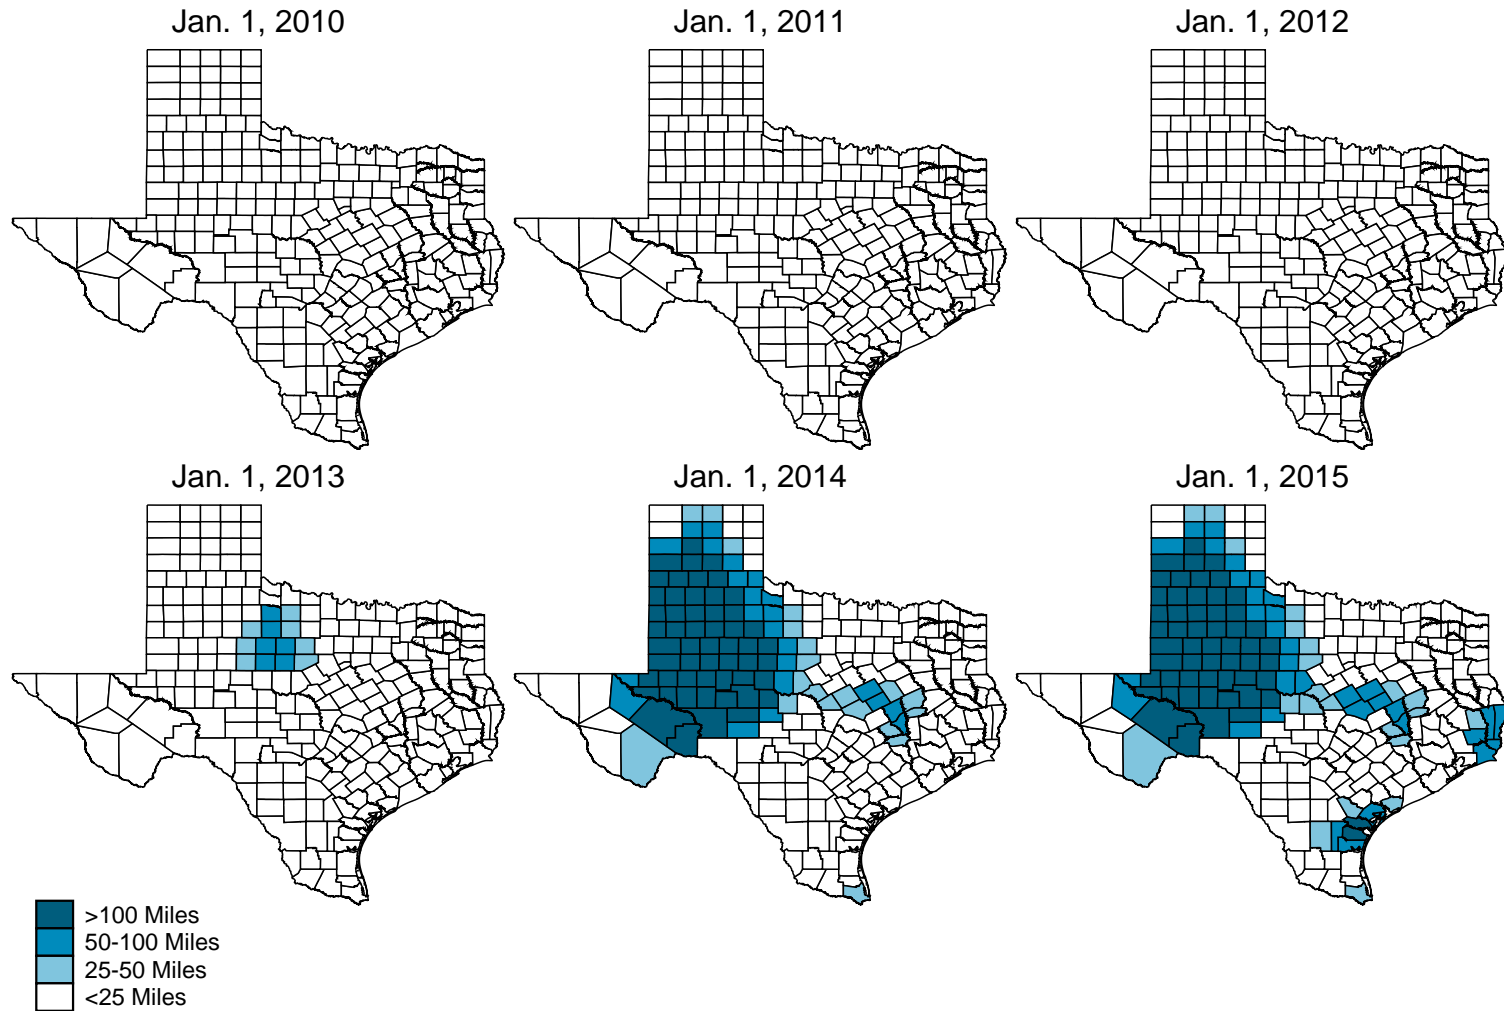 Jan. 1, 2010
Jan. 1, 2011
Jan. 1, 2012
Jan. 1, 2013
Jan. 1, 2014
Jan. 1, 2015
>100 Miles
50-100 Miles
25-50 Miles
<25 Miles